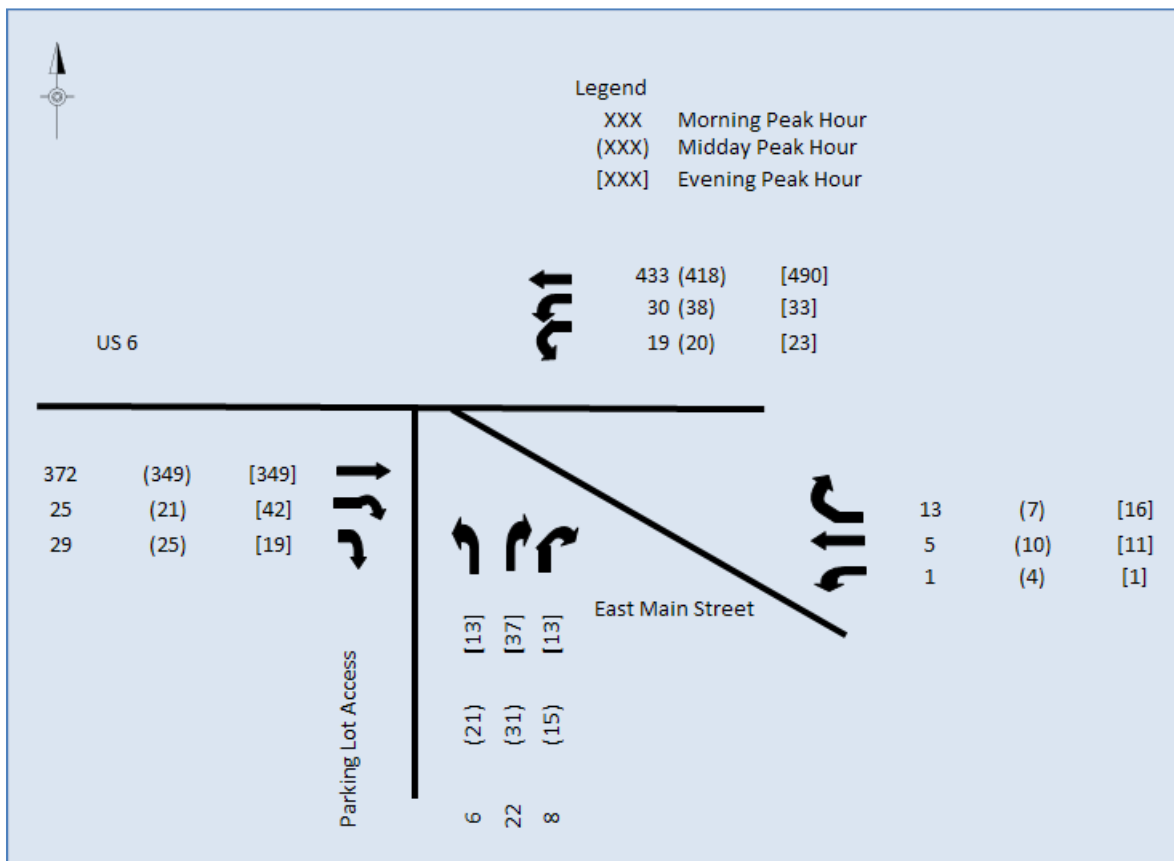 Legend
XXX Morning Peak Hour
(XXX) Midday Peak Hour
[XXX] Evening Peak Hour
433 (418) [490]
30 (38) [33]
19 (20) [23]
US 6
372 (349) [349]
25 (21) [42]
29 (25) [19]
13 (7) [16]
5 (10) [11]
1 (4) [1]
East Main Street
Parking Lot Access
6 (21) [13]
22 (31) [37]
8 (15) [13]